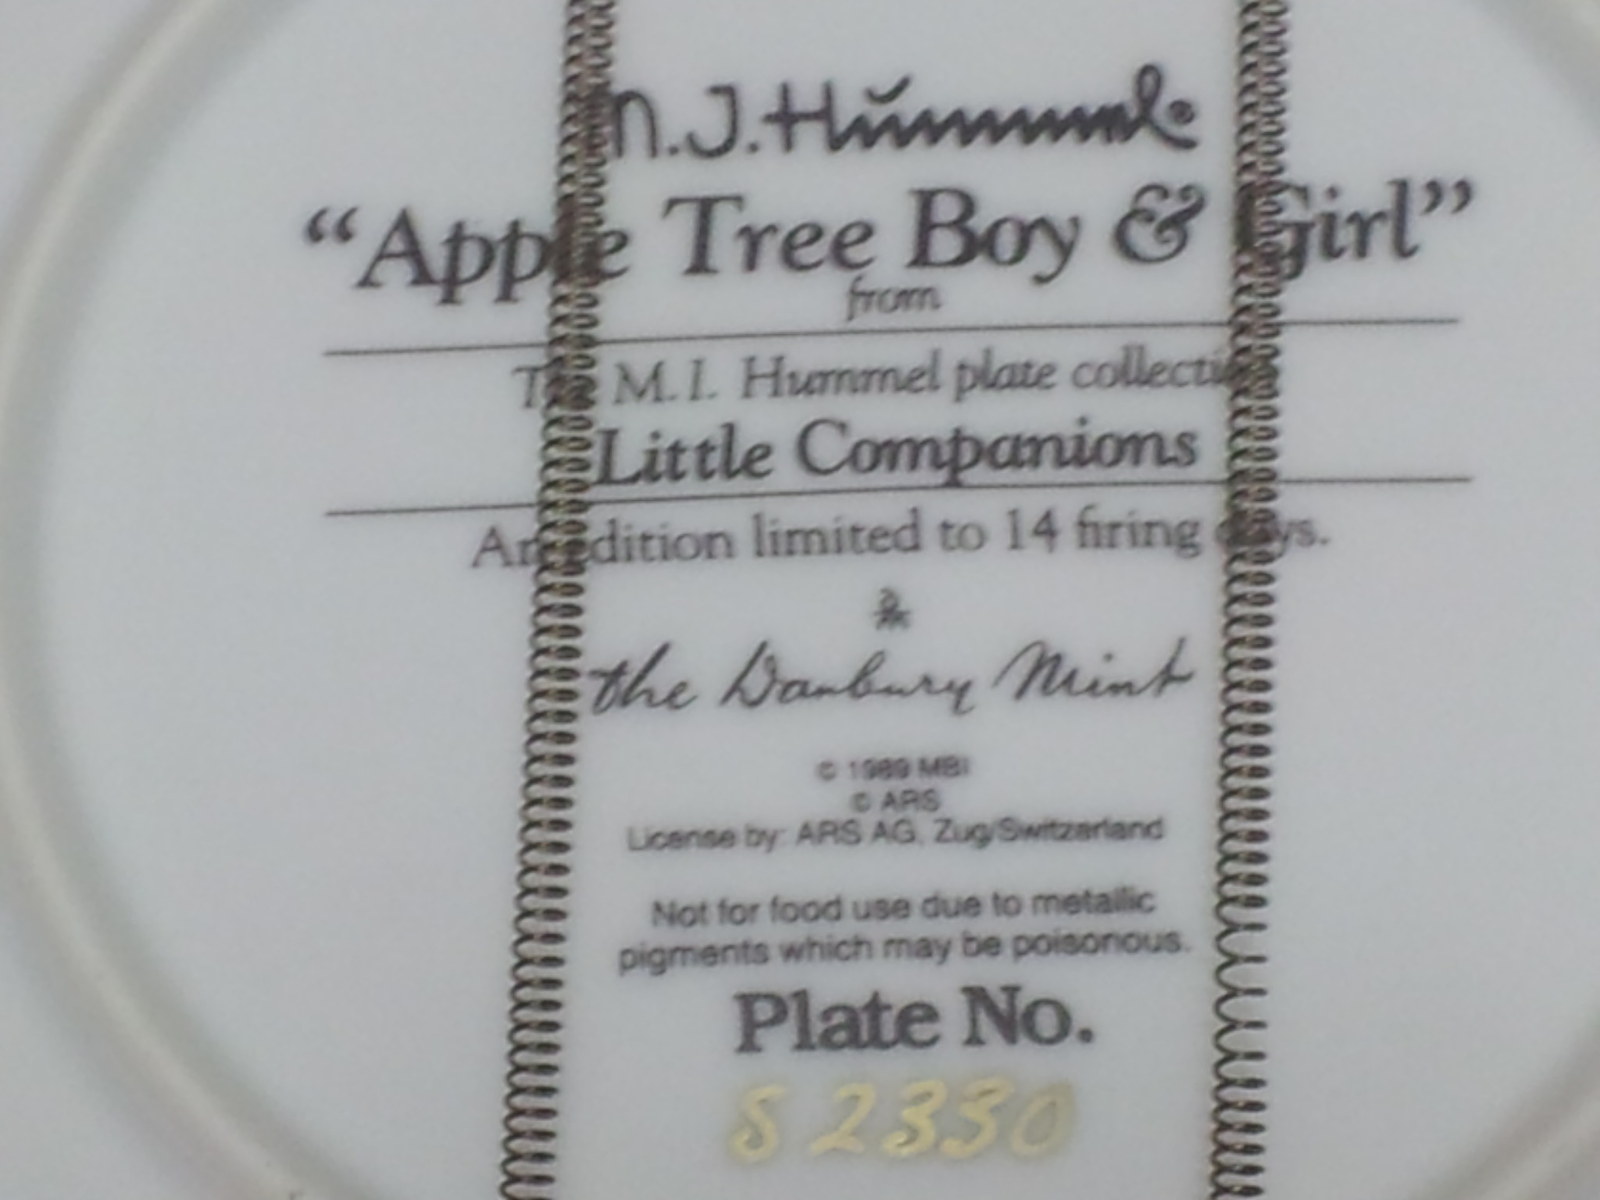 M.J. Hummel
“Apple Tree Boy & Girl”
from
The M.I. Hummel plate collection
Little Companions
An edition limited to 14 firing days.
the Danbury Mint
© 1989 MBI
© ARS
License by: ARS AG, Zug/Switzerland
Not for food use due to metallic
pigments which may be poisonous.
Plate No.
S2330